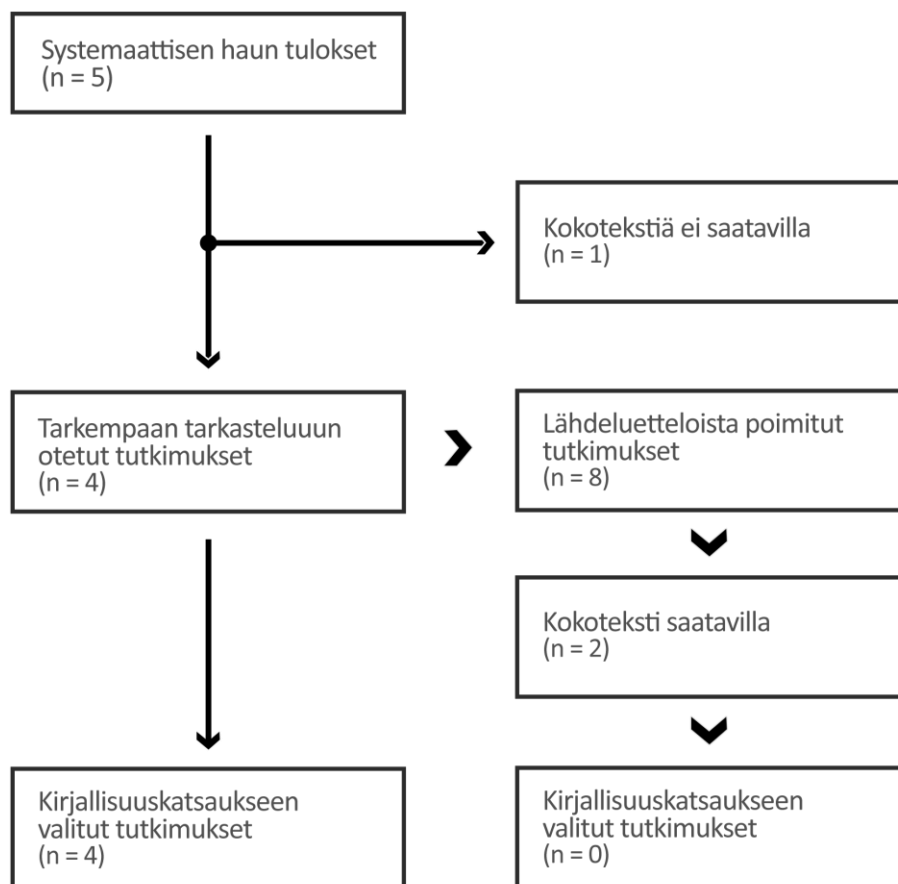 Systemaattisen haun tulokset
(n = 5)
Kokotekstiä ei saatavilla
(n = 1)
Tarkempaan tarkasteluun
otetut tutkimukset
(n = 4)
Lähdeluetteloista poimitut
tutkimukset
(n = 8)
Kokoteksti saatavilla
(n = 2)
Kirjallisuuskatsaukseen
valitut tutkimukset
(n = 4)
Kirjallisuuskatsaukseen
valitut tutkimukset
(n = 0)